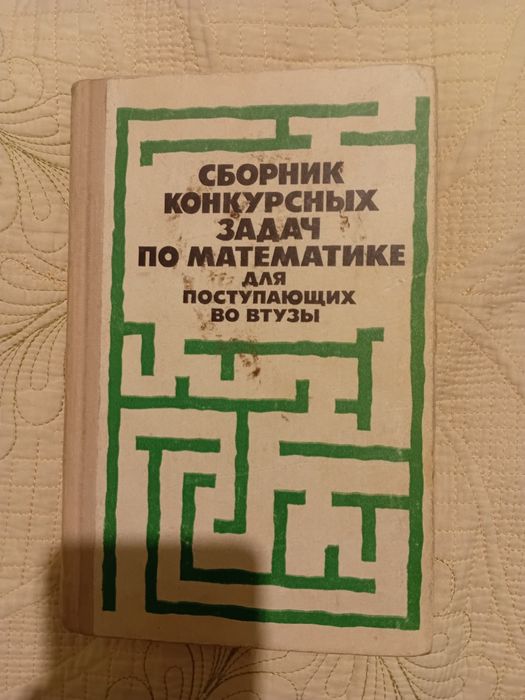 СБОРНИК
КОНКУРСНЫХ
ЗАДАЧ
ПО МАТЕМАТИКЕ
ДЛЯ
ПОСТУПАЮЩИХ
ВО ВТУЗЫ